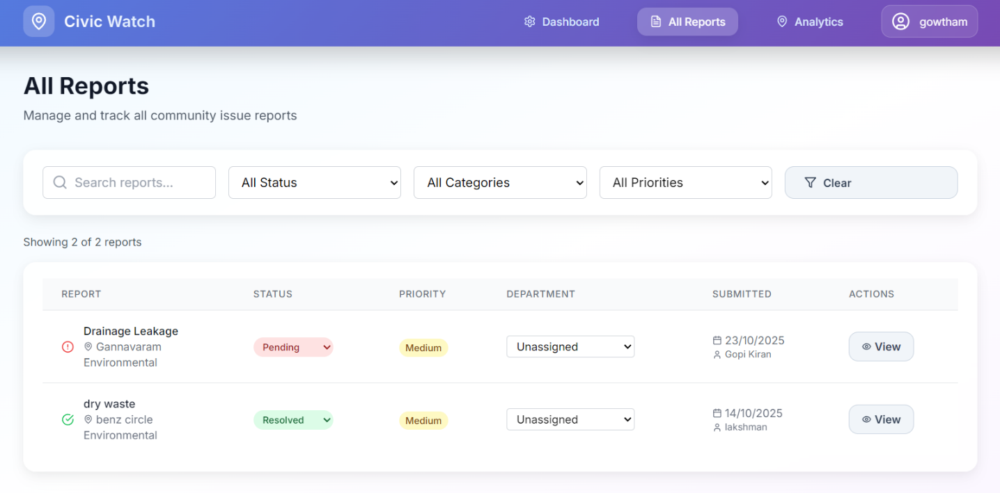 Civic Watch
Dashboard
All Reports
Analytics
gowtham
All Reports
Manage and track all community issue reports
Search reports...
All Status
All Categories
All Priorities
Clear
Showing 2 of 2 reports
REPORT STATUS PRIORITY DEPARTMENT SUBMITTED ACTIONS
Drainage Leakage
Gannavaram
Environmental
Pending
Medium
Unassigned
23/10/2025
Gopi Kiran
View
dry waste
benz circle
Environmental
Resolved
Medium
Unassigned
14/10/2025
lakshman
View